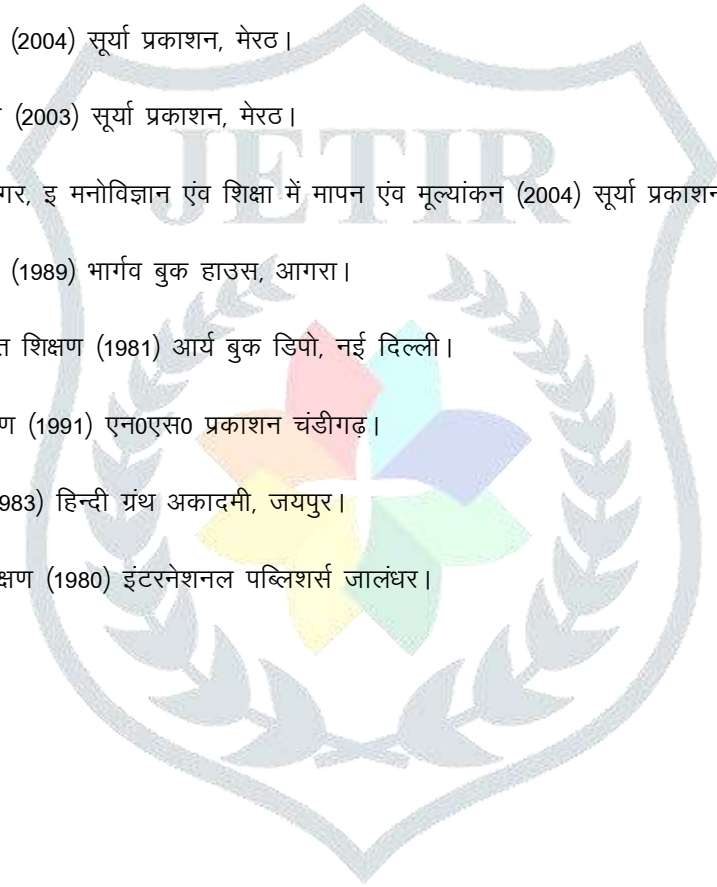 (2004) सूर्या प्रकाशन, मेरठ।
(2003) सूर्या प्रकाशन, मेरठ।
JETIR
गर, इ मनोविज्ञान एंव शिक्षा में मापन एंव मूल्यांकन (2004) सूर्या प्रकाशन
(1989) भार्गव बुक हाउस, आगरा।
त शिक्षण (1981) आर्य बुक डिपो, नई दिल्ली।
ण (1991) एन0एस0 प्रकाशन चंडीगढ़।
983) हिन्दी ग्रंथ अकादमी, जयपुर।
क्षण (1980) इंटरनेशनल पब्लिशर्स जालंधर।